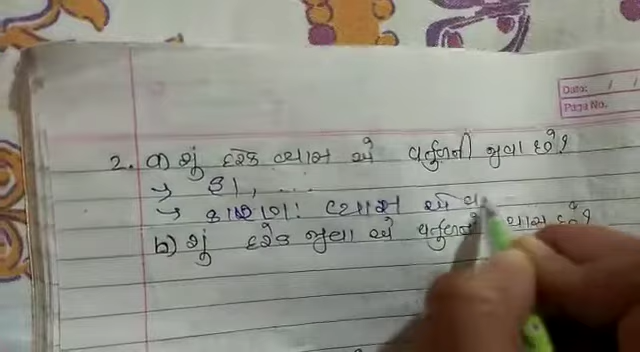 Date: / /
Page No.
2. a) શું દરેક વ્યાસ એ વર્તુળની જીવા છે?
→ હા, ...
→ કારણ! વ્યાસ એ વ
b) શું દરેક જીવા એ વર્તુળનો વ્યાસ છે?